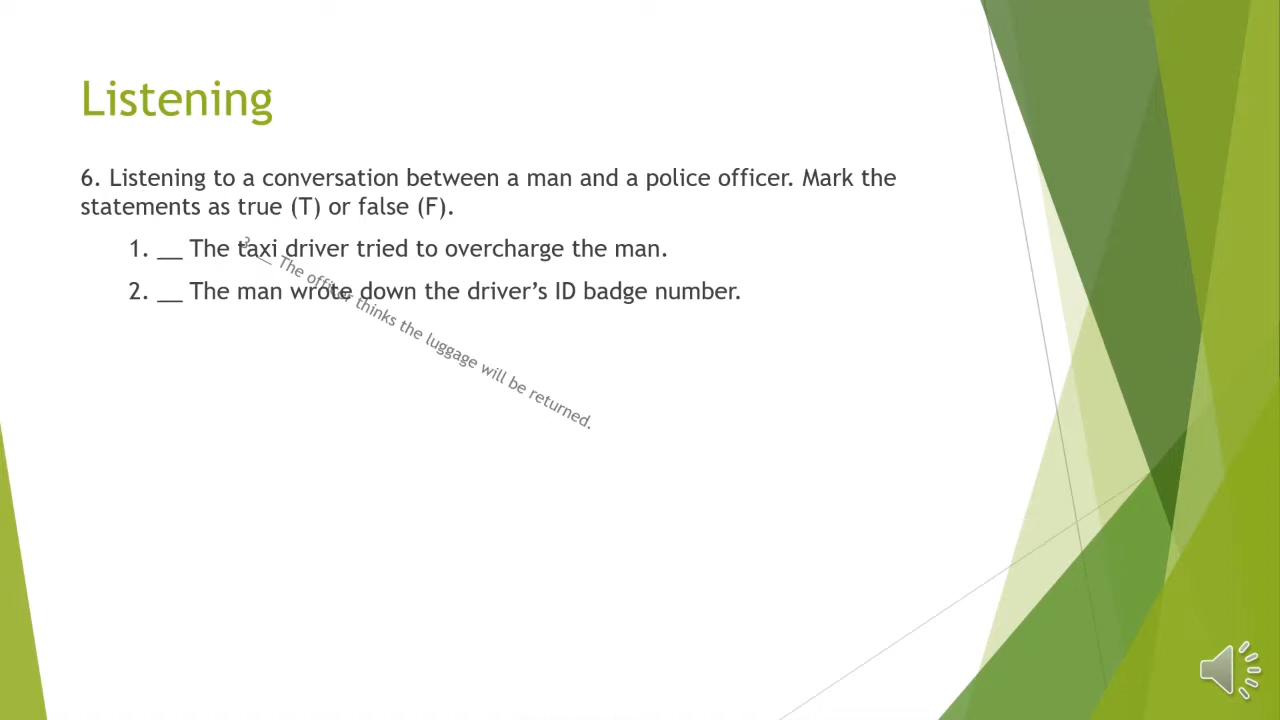 Listening
6. Listening to a conversation between a man and a police officer. Mark the
statements as true (T) or false (F).
1. __ The taxi driver tried to overcharge the man.
2. __ The man wrote down the driver’s ID badge number.
3. __ The officer thinks the luggage will be returned.